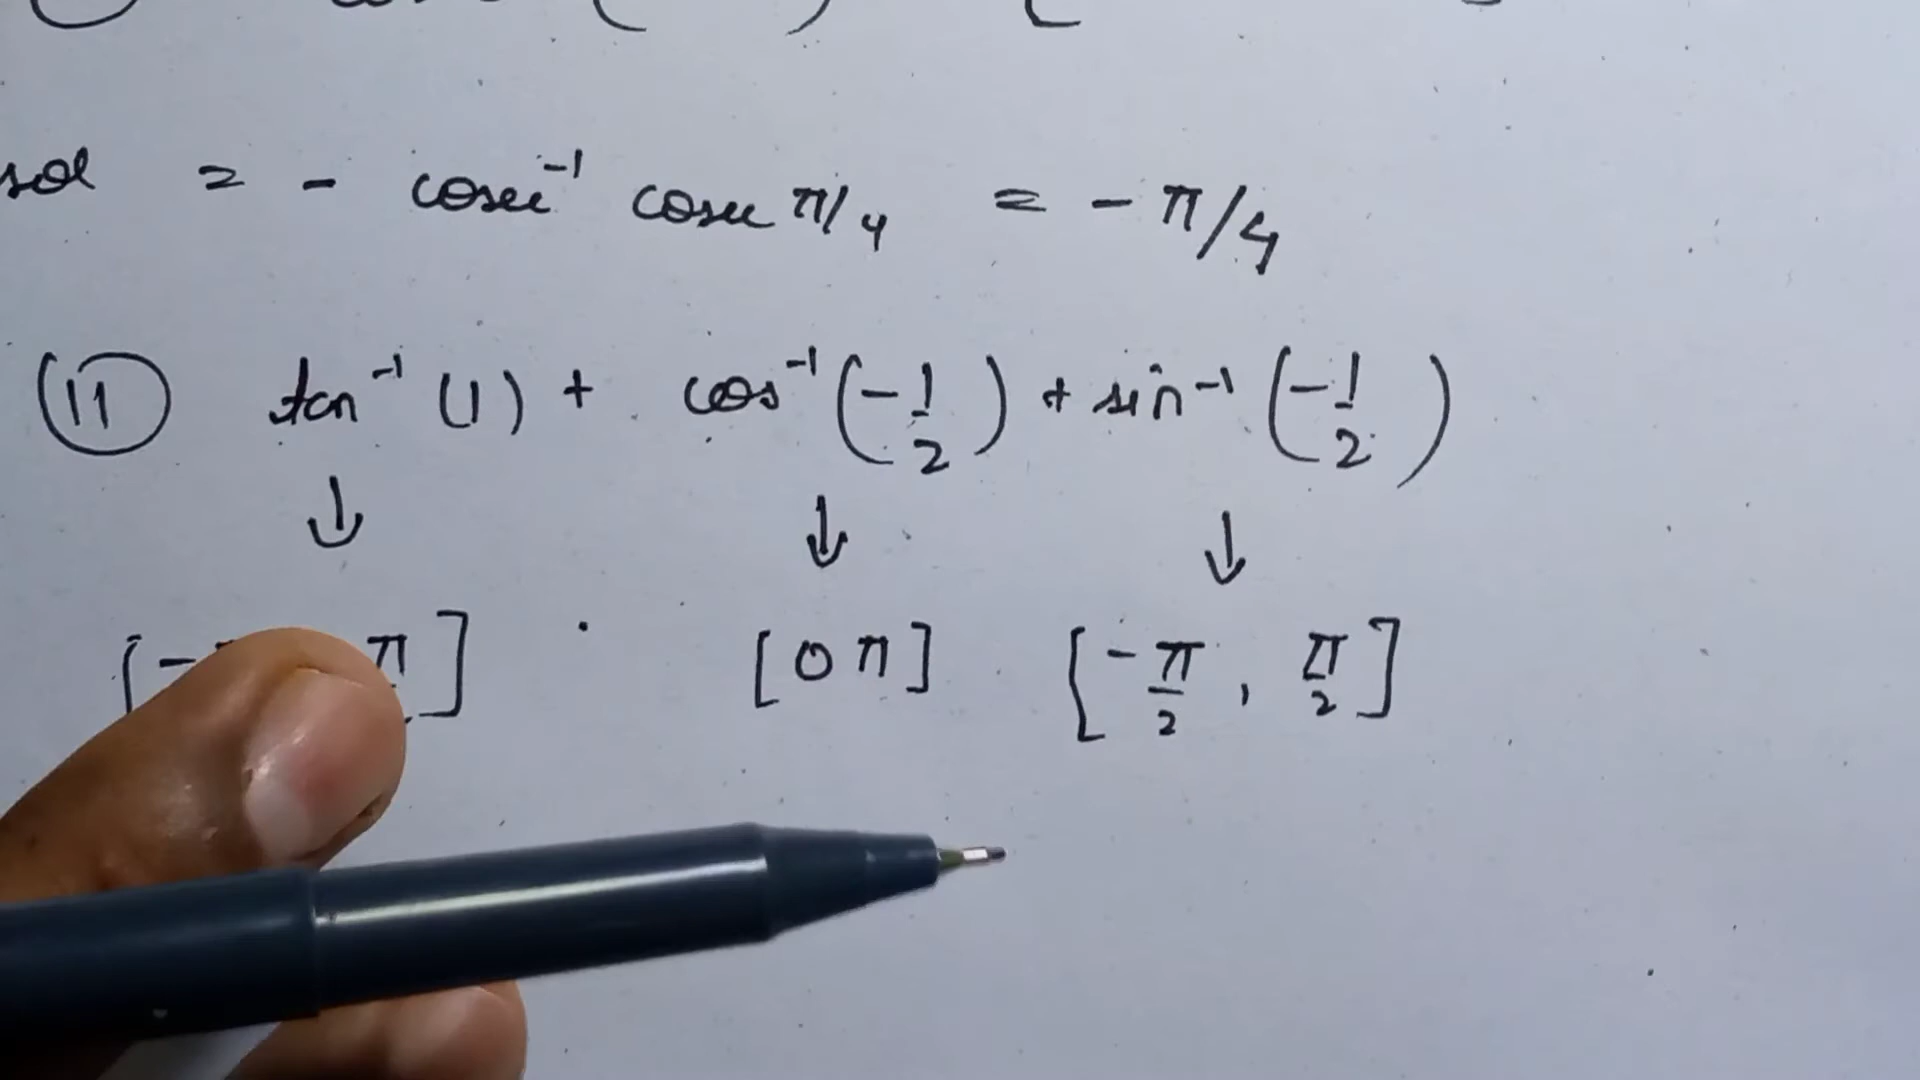 sol = - cosec⁻¹ cosec π/4 = - π/4
(11) tan⁻¹ (1) + cos⁻¹ (-1/2) + sin⁻¹ (-1/2)
↓ ↓ ↓
[- π] [0 π] [-π/2, π/2]